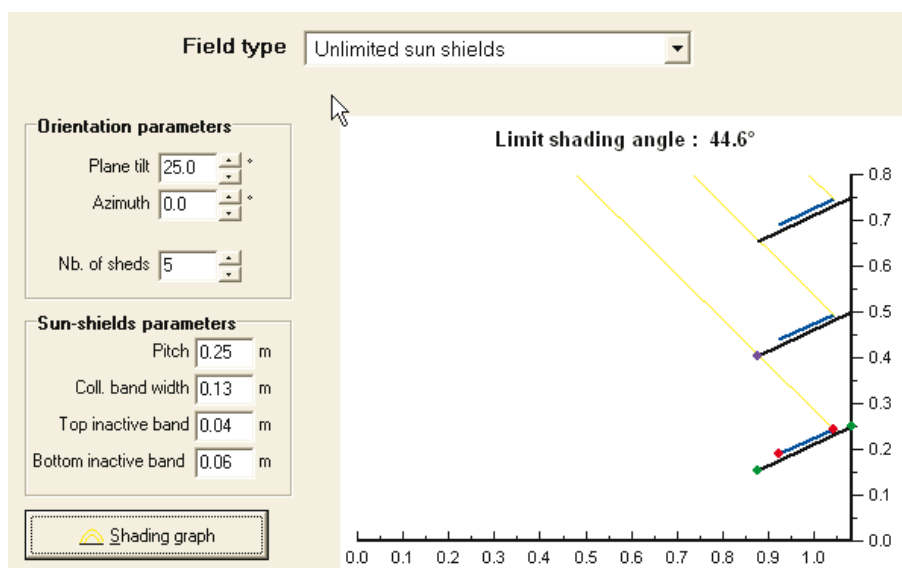 Field type Unlimited sun shields
Orientation parameters
Plane tilt 25.0 °
Azimuth 0.0 °
Nb. of sheds 5
Sun-shields parameters
Pitch 0.25 m
Coll. band width 0.13 m
Top inactive band 0.04 m
Bottom inactive band 0.06 m
Shading graph
Limit shading angle : 44.6°
0.8
0.7
0.6
0.5
0.4
0.3
0.2
0.1
0.0
0.0 0.1 0.2 0.3 0.4 0.5 0.6 0.7 0.8 0.9 1.0